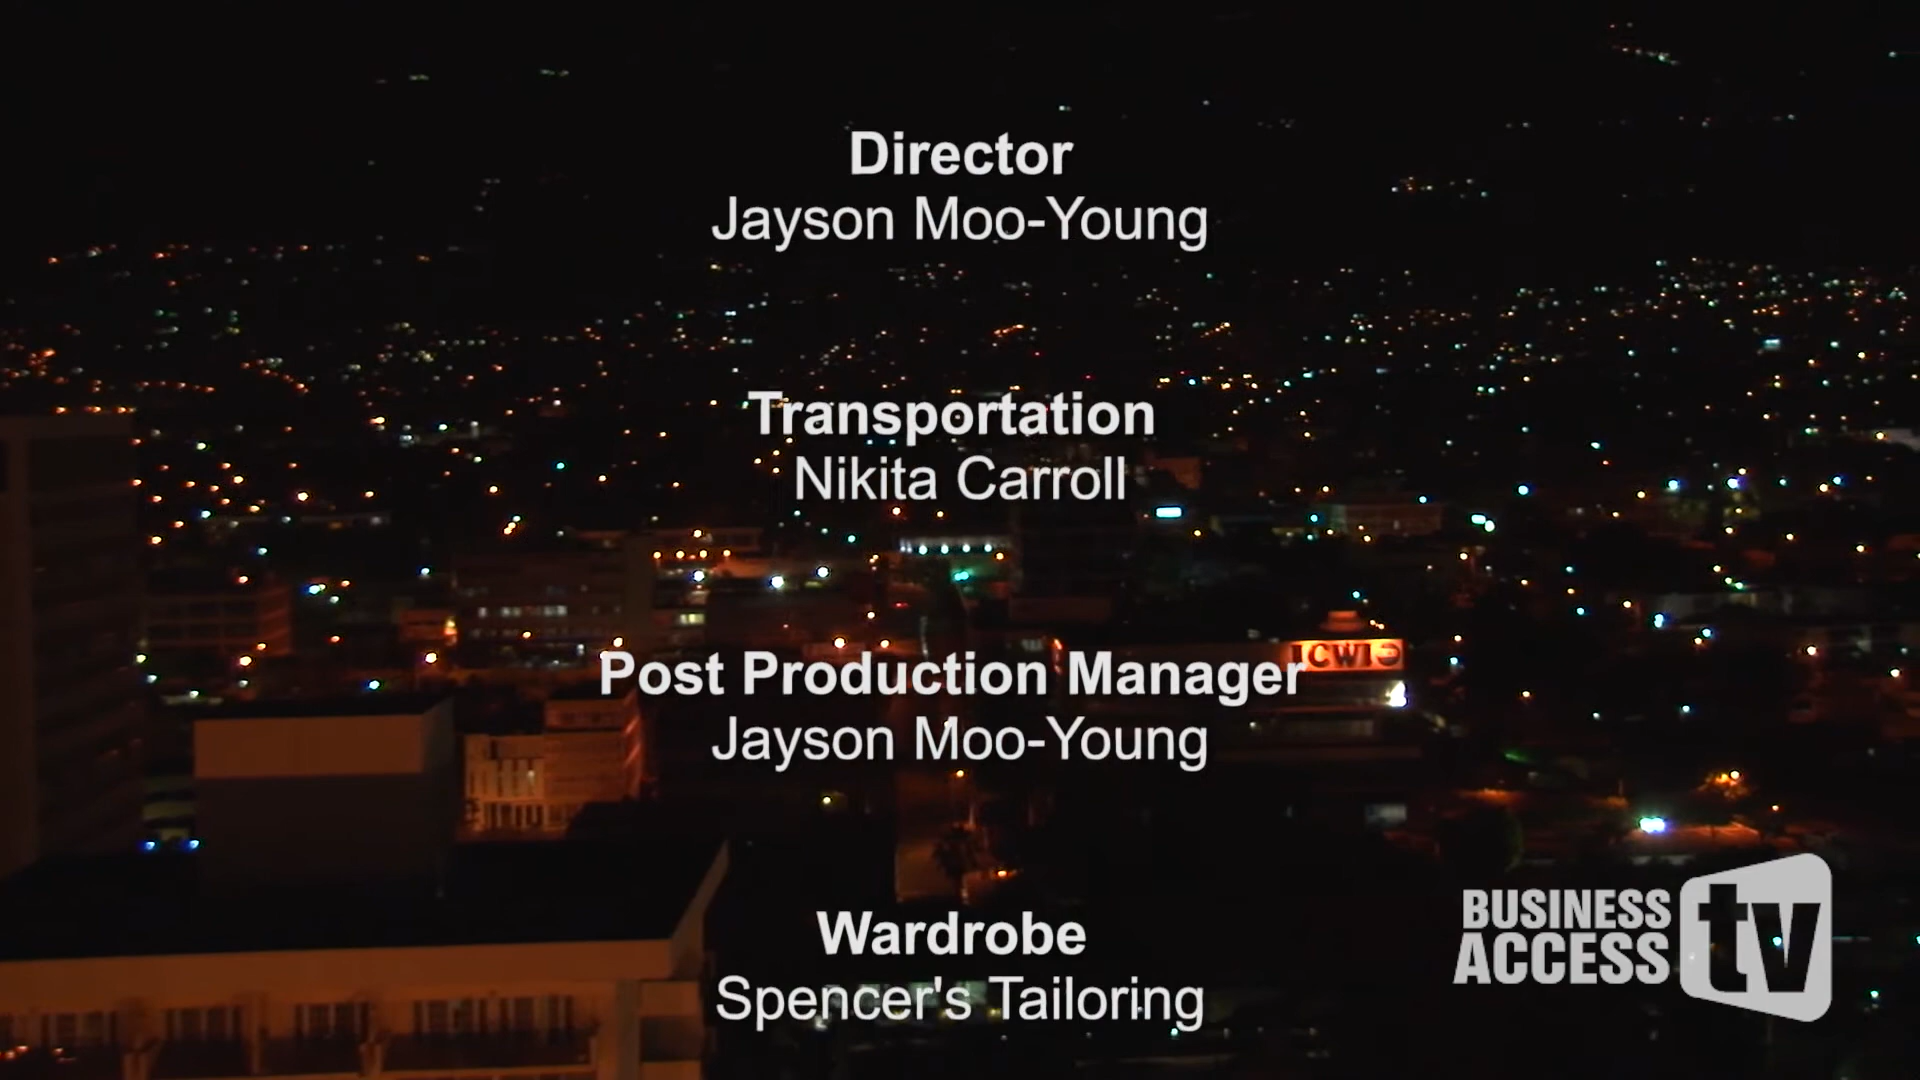 Director
Jayson Moo-Young
Transportation
Nikita Carroll
ICWI
Post Production Manager
Jayson Moo-Young
Wardrobe
Spencer's Tailoring
BUSINESS
ACCESS
tv